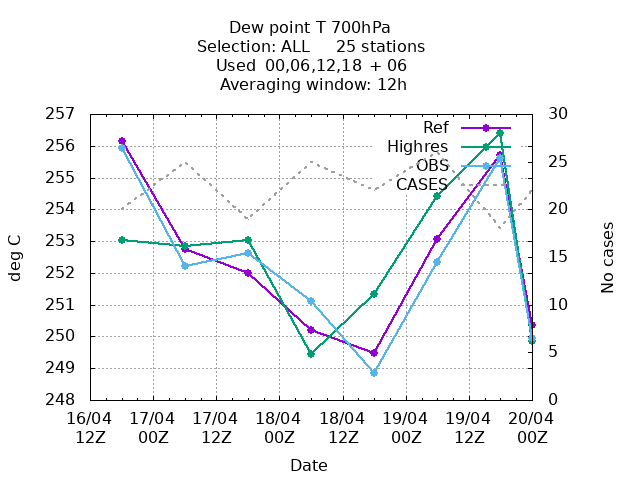 Dew point T 700hPa
Selection: ALL 25 stations
Used 00,06,12,18 + 06
Averaging window: 12h
257
256
255
254
253
252
251
250
249
248
30
25
20
15
10
5
0
Ref
Highres
OBS
CASES
deg C
No cases
16/04 17/04 17/04 18/04 18/04 19/04 19/04 20/04
12Z 00Z 12Z 00Z 12Z 00Z 12Z 00Z
Date